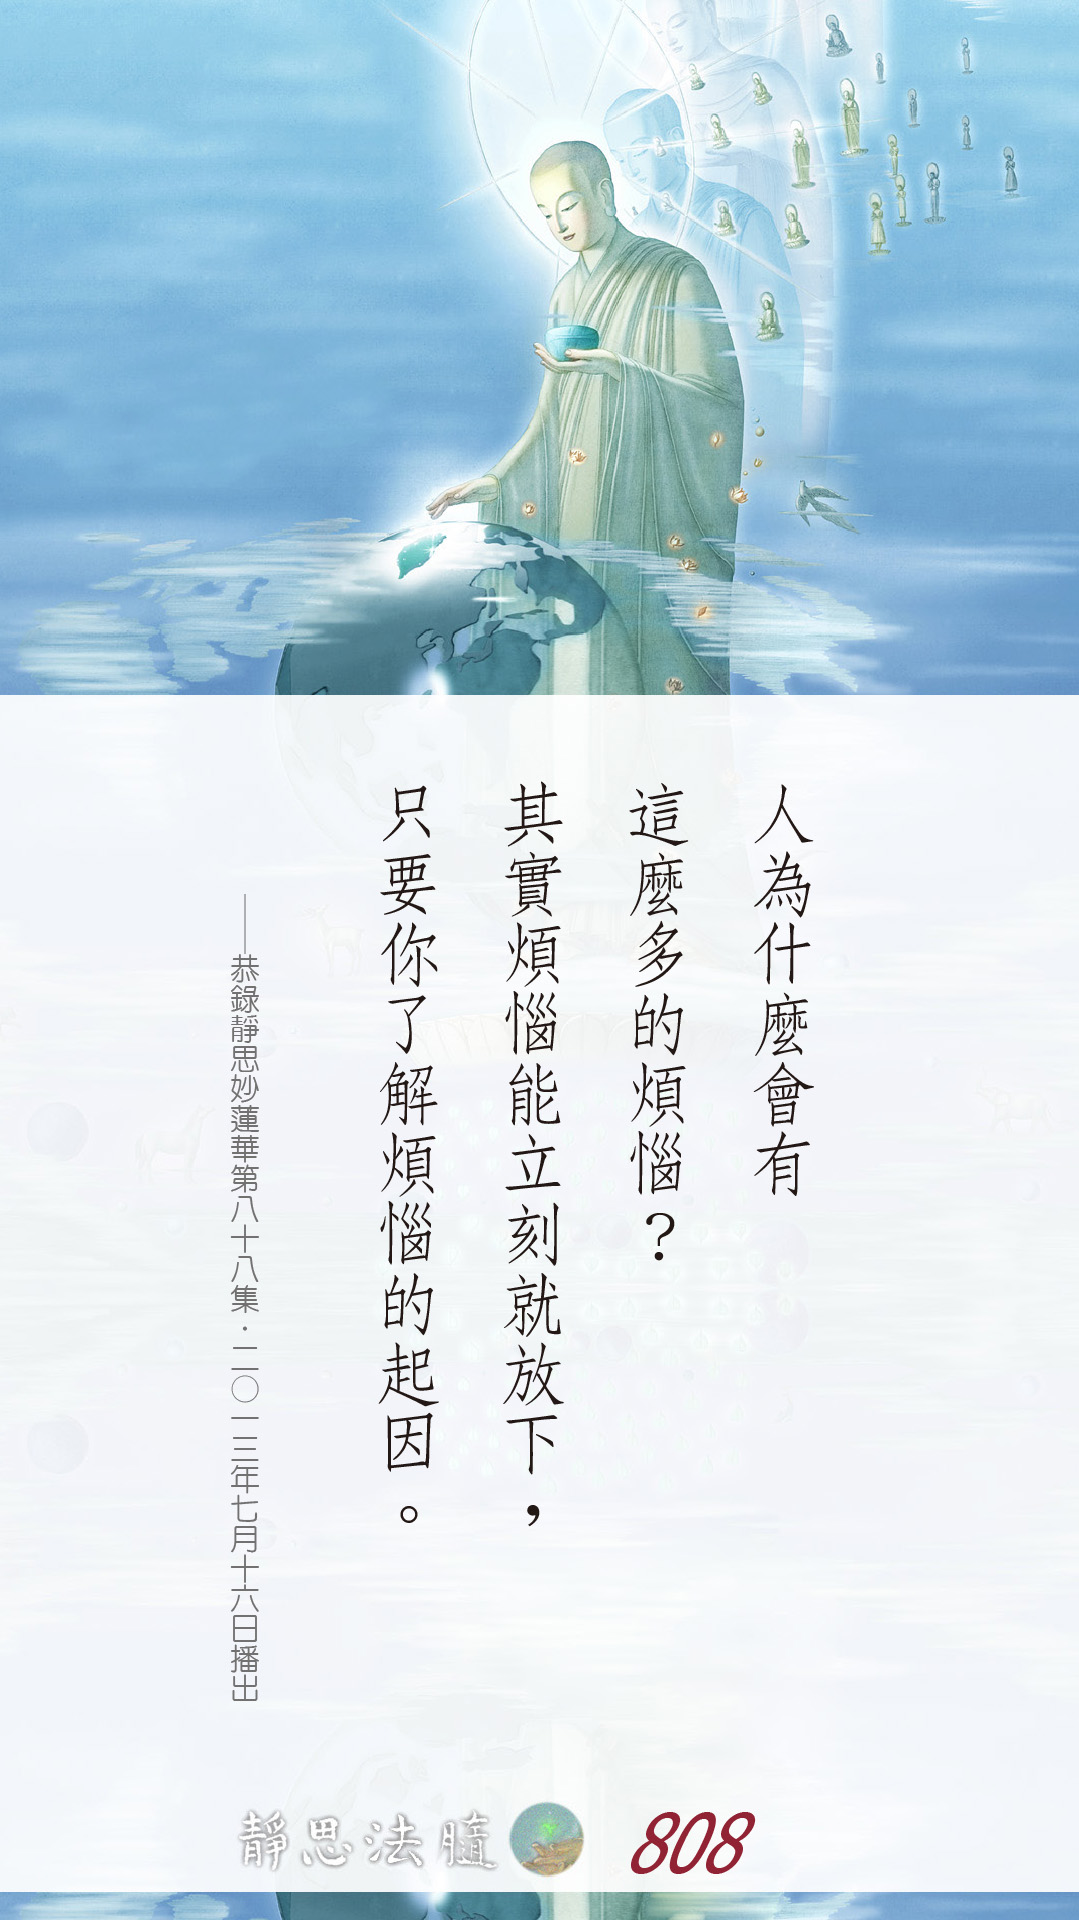 人為什麼會有
這麼多的煩惱？
其實煩惱能立刻就放下，
只要你了解煩惱的起因。
——恭錄靜思妙蓮華第八十八集．二〇一三年七月十六日播出
靜思法髓
808